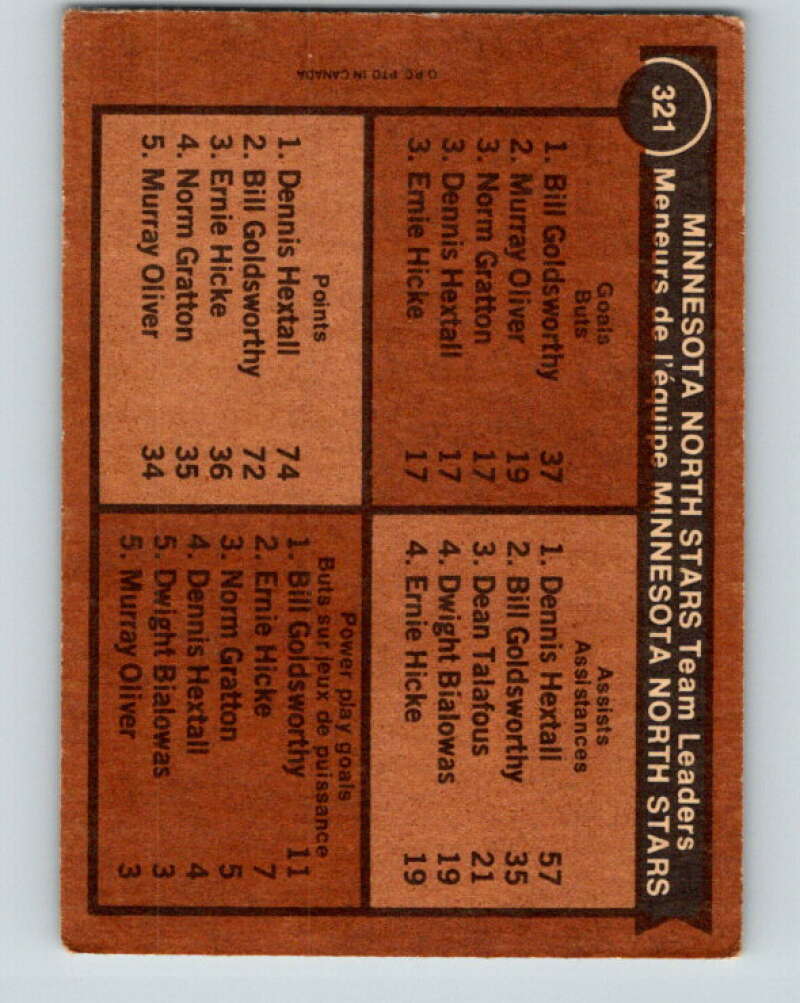 321
MINNESOTA NORTH STARS Team Leaders
Meneurs de l'équipe MINNESOTA NORTH STARS
Goals
Buts
1. Bill Goldsworthy 37
2. Murray Oliver 19
3. Norm Gratton 17
3. Dennis Hextall 17
3. Ernie Hicke 17
Assists
Assistances
1. Dennis Hextall 57
2. Bill Goldsworthy 35
3. Dean Talafous 21
4. Dwight Bialowas 19
4. Ernie Hicke 19
Points
1. Dennis Hextall 74
2. Bill Goldsworthy 72
3. Ernie Hicke 36
4. Norm Gratton 35
5. Murray Oliver 34
Power play goals
Buts sur jeux de puissance
1. Bill Goldsworthy 11
2. Ernie Hicke 7
3. Norm Gratton 5
4. Dennis Hextall 4
5. Dwight Bialowas 3
5. Murray Oliver 3
O.P.C. PTD IN CANADA